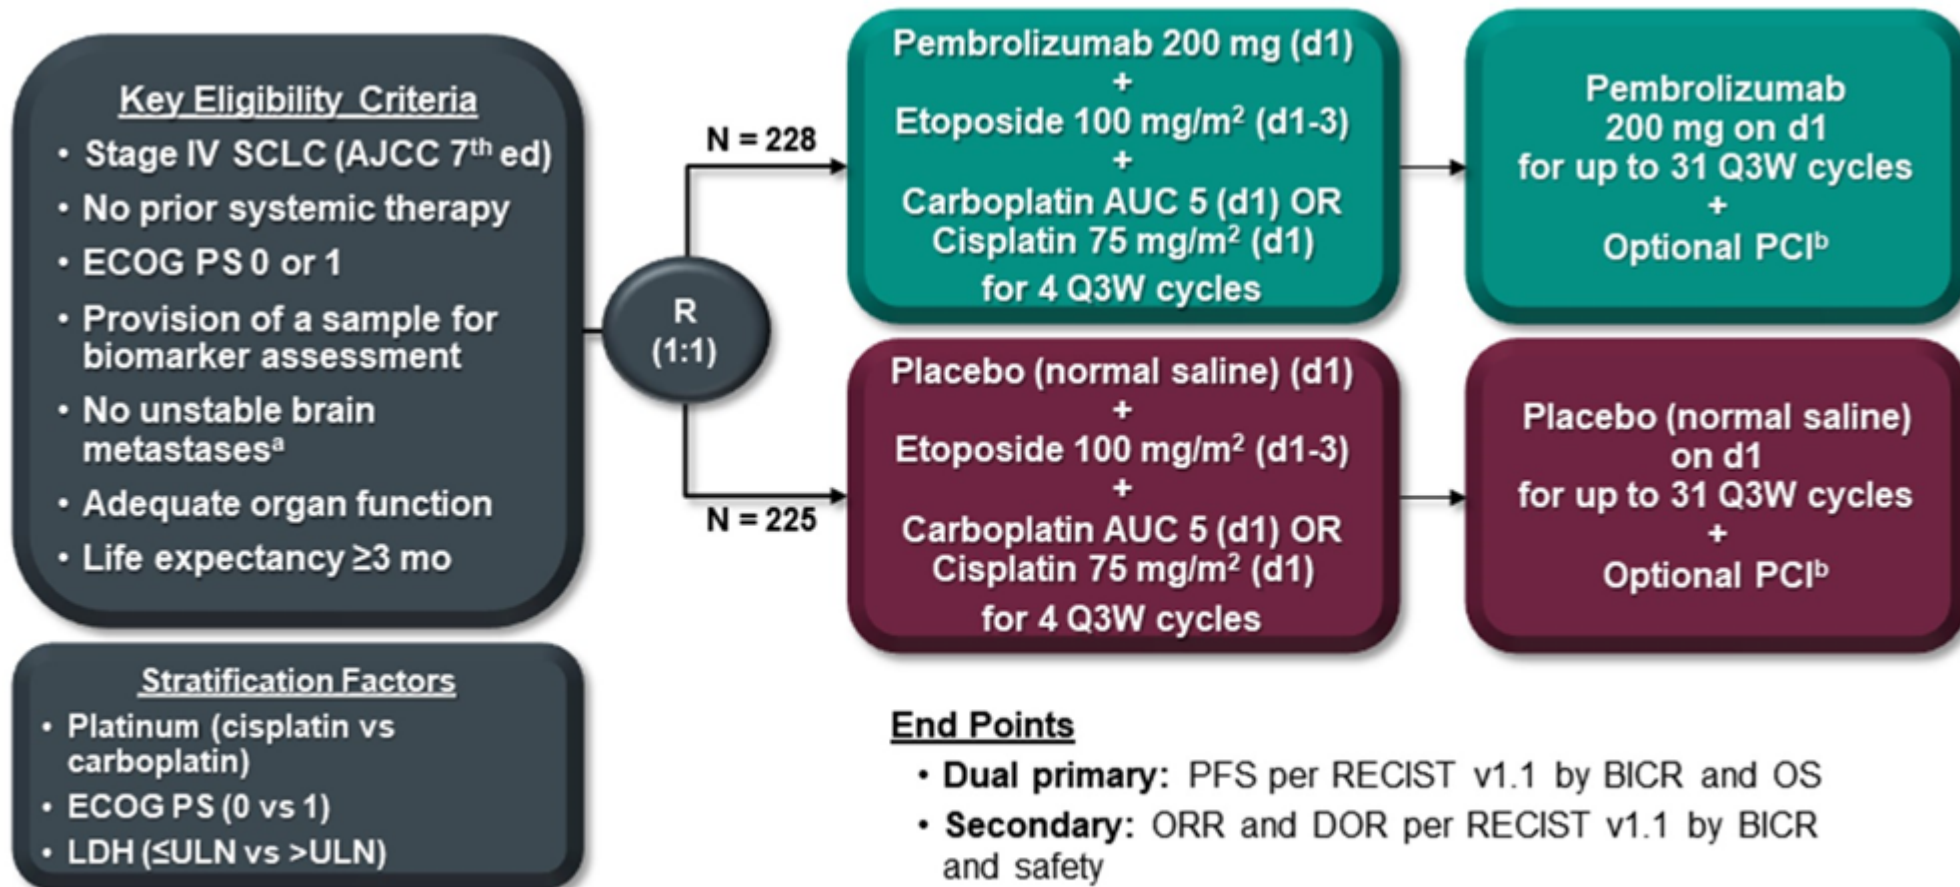 Key Eligibility Criteria
• Stage IV SCLC (AJCC 7th ed)
• No prior systemic therapy
• ECOG PS 0 or 1
• Provision of a sample for
biomarker assessment
• No unstable brain
metastasesᵃ
• Adequate organ function
• Life expectancy ≥3 mo
Stratification Factors
• Platinum (cisplatin vs
carboplatin)
• ECOG PS (0 vs 1)
• LDH (≤ULN vs >ULN)
R
(1:1)
N = 228
N = 225
Pembrolizumab 200 mg (d1)
+
Etoposide 100 mg/m² (d1-3)
+
Carboplatin AUC 5 (d1) OR
Cisplatin 75 mg/m² (d1)
for 4 Q3W cycles
Pembrolizumab
200 mg on d1
for up to 31 Q3W cycles
+
Optional PCIᵇ
Placebo (normal saline) (d1)
+
Etoposide 100 mg/m² (d1-3)
+
Carboplatin AUC 5 (d1) OR
Cisplatin 75 mg/m² (d1)
for 4 Q3W cycles
Placebo (normal saline)
on d1
for up to 31 Q3W cycles
+
Optional PCIᵇ
End Points
• Dual primary: PFS per RECIST v1.1 by BICR and OS
• Secondary: ORR and DOR per RECIST v1.1 by BICR
and safety